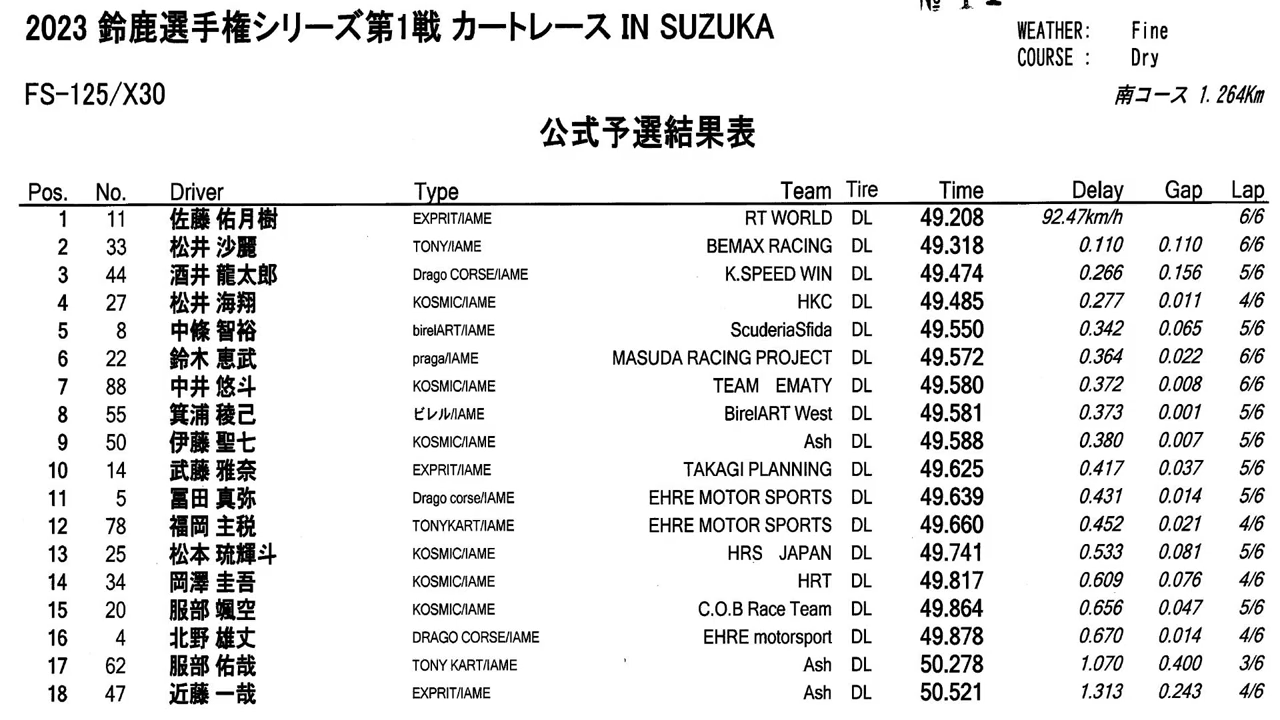 2023 鈴鹿選手権シリーズ第1戦 カートレース IN SUZUKA
WEATHER: Fine
COURSE : Dry
FS-125/X30
南コース 1.264Km
公式予選結果表
Pos. No. Driver Type Team Tire Time Delay Gap Lap
1 11 佐藤 佑月樹 EXPRIT/IAME RT WORLD DL 49.208 92.47km/h 6/6
2 33 松井 沙麗 TONY/IAME BEMAX RACING DL 49.318 0.110 0.110 6/6
3 44 酒井 龍太郎 Drago CORSE/IAME K.SPEED WIN DL 49.474 0.266 0.156 5/6
4 27 松井 海翔 KOSMIC/IAME HKC DL 49.485 0.277 0.011 4/6
5 8 中條 智裕 birelART/IAME ScuderiaSfida DL 49.550 0.342 0.065 5/6
6 22 鈴木 恵武 praga/IAME MASUDA RACING PROJECT DL 49.572 0.364 0.022 6/6
7 88 中井 悠斗 KOSMIC/IAME TEAM EMATY DL 49.580 0.372 0.008 6/6
8 55 箕浦 稜己 ビレル/IAME BirelART West DL 49.581 0.373 0.001 5/6
9 50 伊藤 聖七 KOSMIC/IAME Ash DL 49.588 0.380 0.007 5/6
10 14 武藤 雅奈 EXPRIT/IAME TAKAGI PLANNING DL 49.625 0.417 0.037 5/6
11 5 冨田 真弥 Drago corse/IAME EHRE MOTOR SPORTS DL 49.639 0.431 0.014 5/6
12 78 福岡 主税 TONYKART/IAME EHRE MOTOR SPORTS DL 49.660 0.452 0.021 4/6
13 25 松本 琉輝斗 KOSMIC/IAME HRS JAPAN DL 49.741 0.533 0.081 5/6
14 34 岡澤 圭吾 KOSMIC/IAME HRT DL 49.817 0.609 0.076 4/6
15 20 服部 颯空 KOSMIC/IAME C.O.B Race Team DL 49.864 0.656 0.047 5/6
16 4 北野 雄丈 DRAGO CORSE/IAME EHRE motorsport DL 49.878 0.670 0.014 4/6
17 62 服部 佑哉 TONY KART/IAME Ash DL 50.278 1.070 0.400 3/6
18 47 近藤 一哉 EXPRIT/IAME Ash DL 50.521 1.313 0.243 4/6